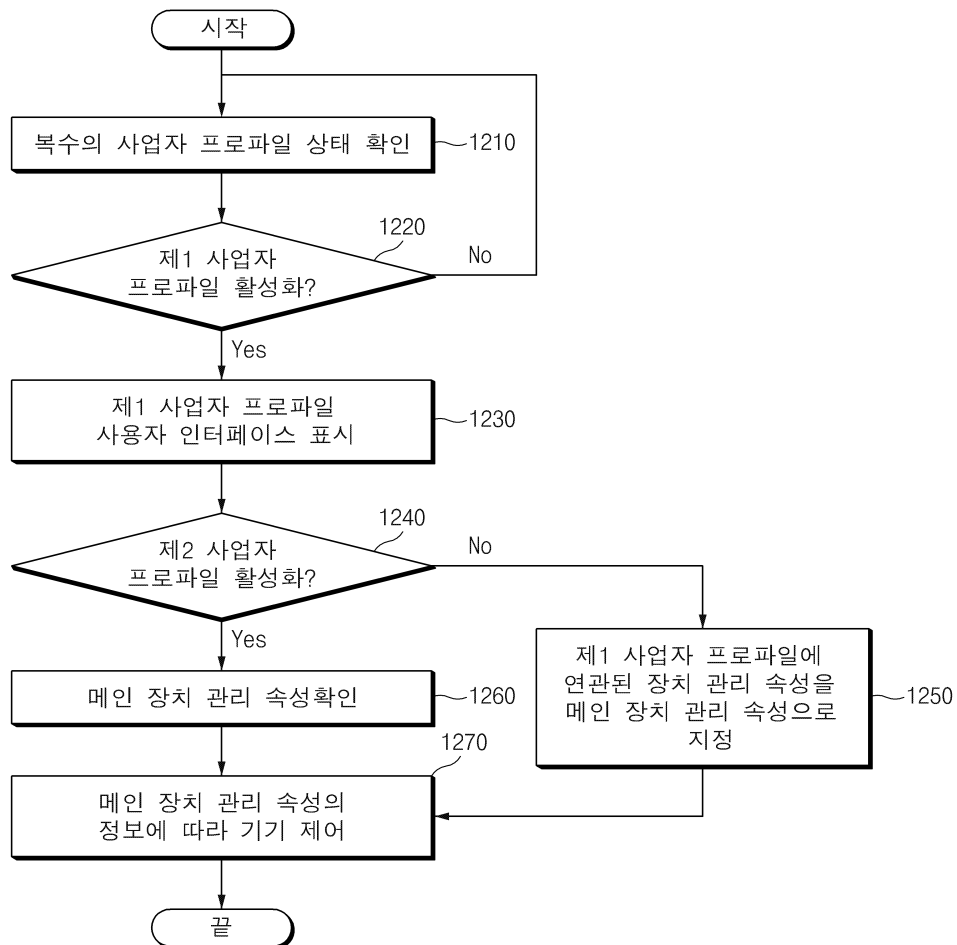 시작
복수의 사업자 프로파일 상태 확인
1210
1220
제1 사업자
프로파일 활성화?
No
Yes
제1 사업자 프로파일
사용자 인터페이스 표시
1230
1240
제2 사업자
프로파일 활성화?
No
Yes
제1 사업자 프로파일에
연관된 장치 관리 속성을
메인 장치 관리 속성으로
지정
1250
메인 장치 관리 속성확인
1260
1270
메인 장치 관리 속성의
정보에 따라 기기 제어
끝